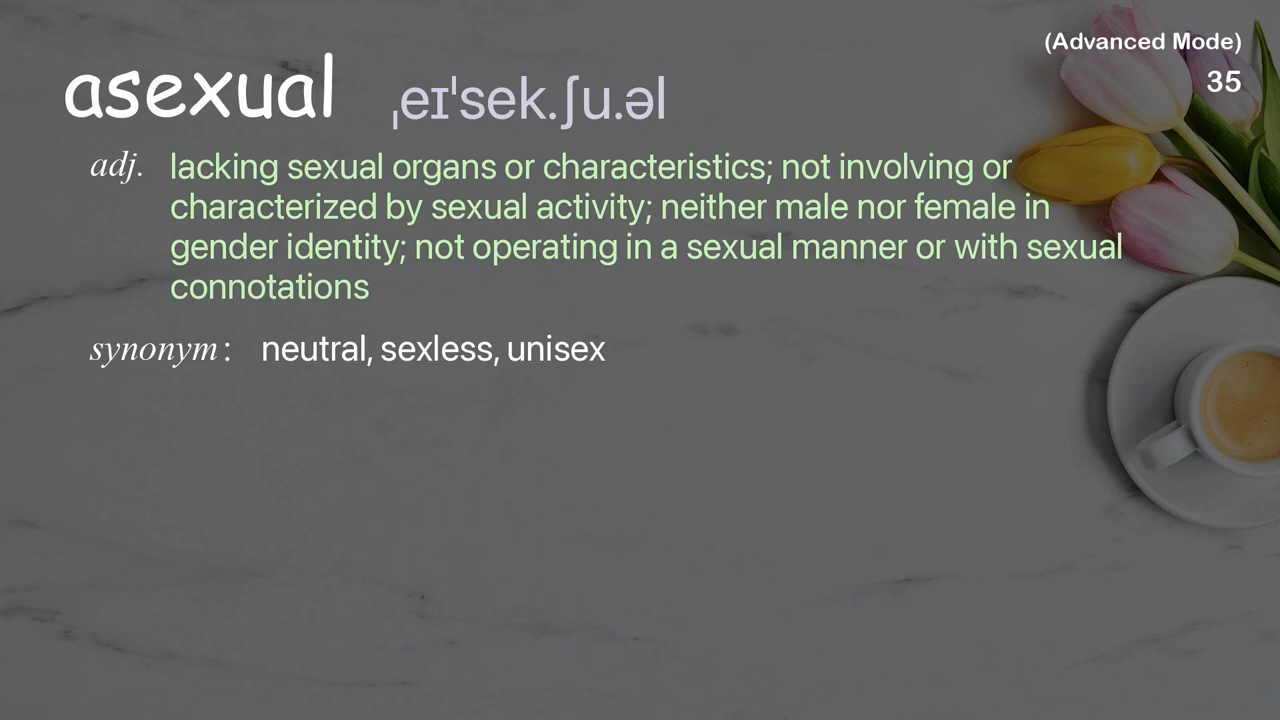 (Advanced Mode)
35
asexual ˌeɪˈsek.ʃu.əl
adj. lacking sexual organs or characteristics; not involving or
characterized by sexual activity; neither male nor female in
gender identity; not operating in a sexual manner or with sexual
connotations
synonym : neutral, sexless, unisex